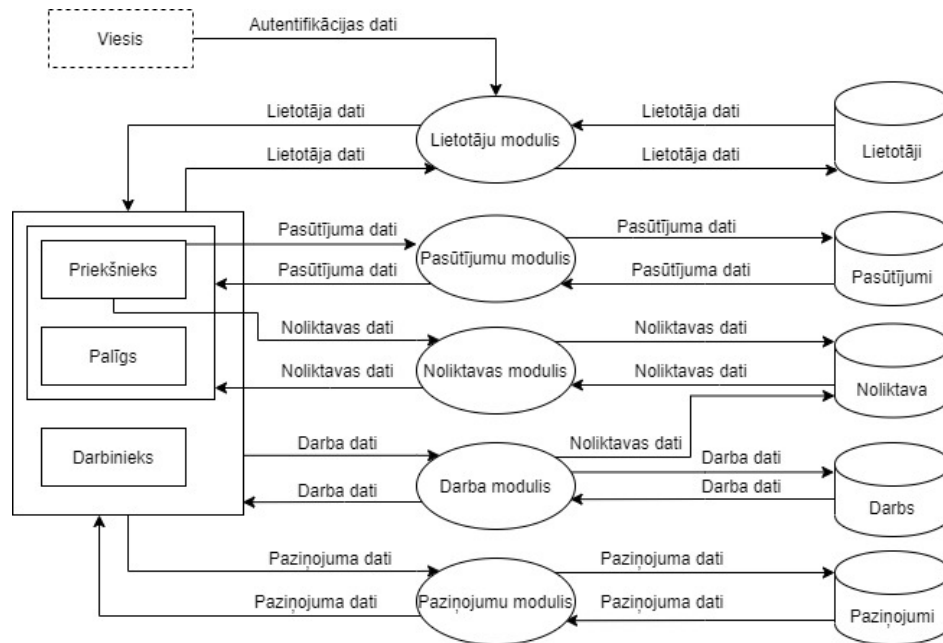 Viesis
Autentifikācijas dati
Lietotāja dati
Lietotāja dati
Lietotāju modulis
Lietotāja dati
Lietotāja dati
Lietotāji
Priekšnieks
Pasūtījuma dati
Pasūtījuma dati
Pasūtījumu modulis
Pasūtījuma dati
Pasūtījuma dati
Pasūtījumi
Palīgs
Noliktavas dati
Noliktavas dati
Noliktavas modulis
Noliktavas dati
Noliktavas dati
Noliktava
Darbinieks
Darba dati
Darba dati
Darba modulis
Noliktavas dati
Darba dati
Darba dati
Darbs
Paziņojuma dati
Paziņojuma dati
Paziņojumu modulis
Paziņojuma dati
Paziņojuma dati
Paziņojumi